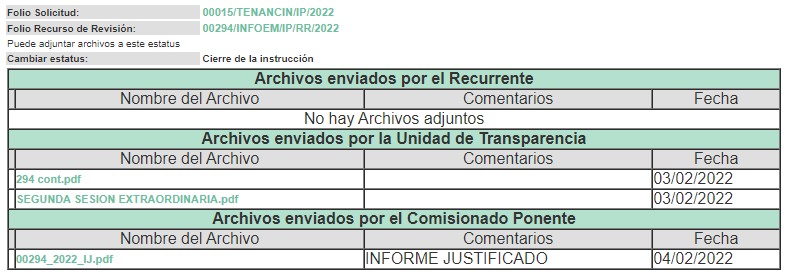 Folio Solicitud: 00015/TENANCIN/IP/2022
Folio Recurso de Revisión: 00294/INFOEM/IP/RR/2022
Puede adjuntar archivos a este estatus
Cambiar estatus: Cierre de la instrucción
Archivos enviados por el Recurrente
Nombre del Archivo Comentarios Fecha
No hay Archivos adjuntos
Archivos enviados por la Unidad de Transparencia
Nombre del Archivo Comentarios Fecha
294 cont.pdf 03/02/2022
SEGUNDA SESION EXTRAORDINARIA.pdf 03/02/2022
Archivos enviados por el Comisionado Ponente
Nombre del Archivo Comentarios Fecha
00294_2022_IJ.pdf INFORME JUSTIFICADO 04/02/2022